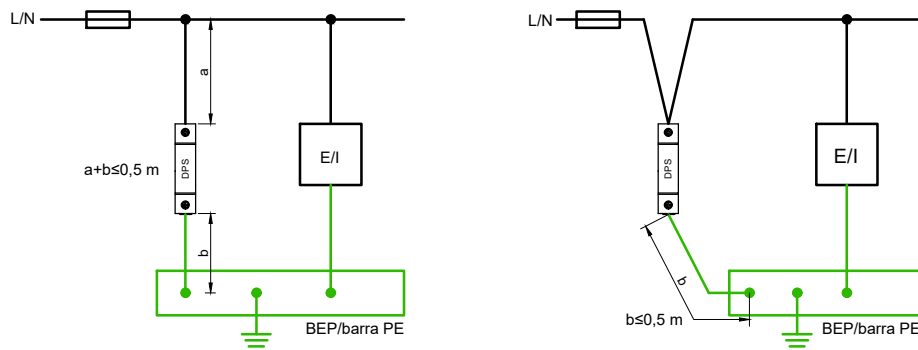 L/N
a
DPS
E/I
a+b≤0,5 m
b
BEP/barra PE
L/N
DPS
E/I
b
b≤0,5 m
BEP/barra PE